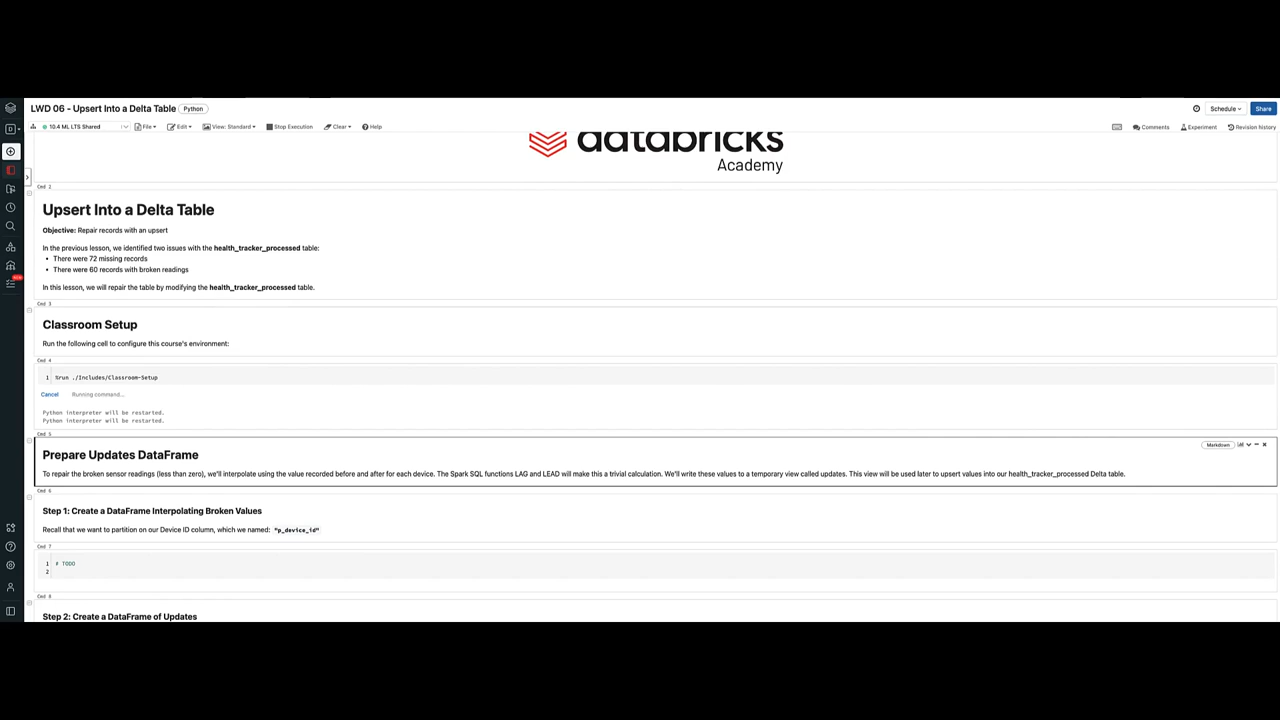 LWD 06 - Upsert Into a Delta Table Python
Schedule Share
10.4 ML LTS Shared File Edit View: Standard Stop Execution Clear Help Comments Experiment Revision history
databricks
Academy
Cmd 2
Upsert Into a Delta Table
Objective: Repair records with an upsert
In the previous lesson, we identified two issues with the health_tracker_processed table:
• There were 72 missing records
• There were 60 records with broken readings
In this lesson, we will repair the table by modifying the health_tracker_processed table.
Cmd 3
Classroom Setup
Run the following cell to configure this course's environment:
Cmd 4
1 %run ./Includes/Classroom-Setup
Cancel Running command...
Python interpreter will be restarted.
Python interpreter will be restarted.
Cmd 5
Markdown
Prepare Updates DataFrame
To repair the broken sensor readings (less than zero), we'll interpolate using the value recorded before and after for each device. The Spark SQL functions LAG and LEAD will make this a trivial calculation. We'll write these values to a temporary view called updates. This view will be used later to upsert values into our health_tracker_processed Delta table.
Cmd 6
Step 1: Create a DataFrame Interpolating Broken Values
Recall that we want to partition on our Device ID column, which we named: "p_device_id"
Cmd 7
1 # TODO
2
Cmd 8
Step 2: Create a DataFrame of Updates